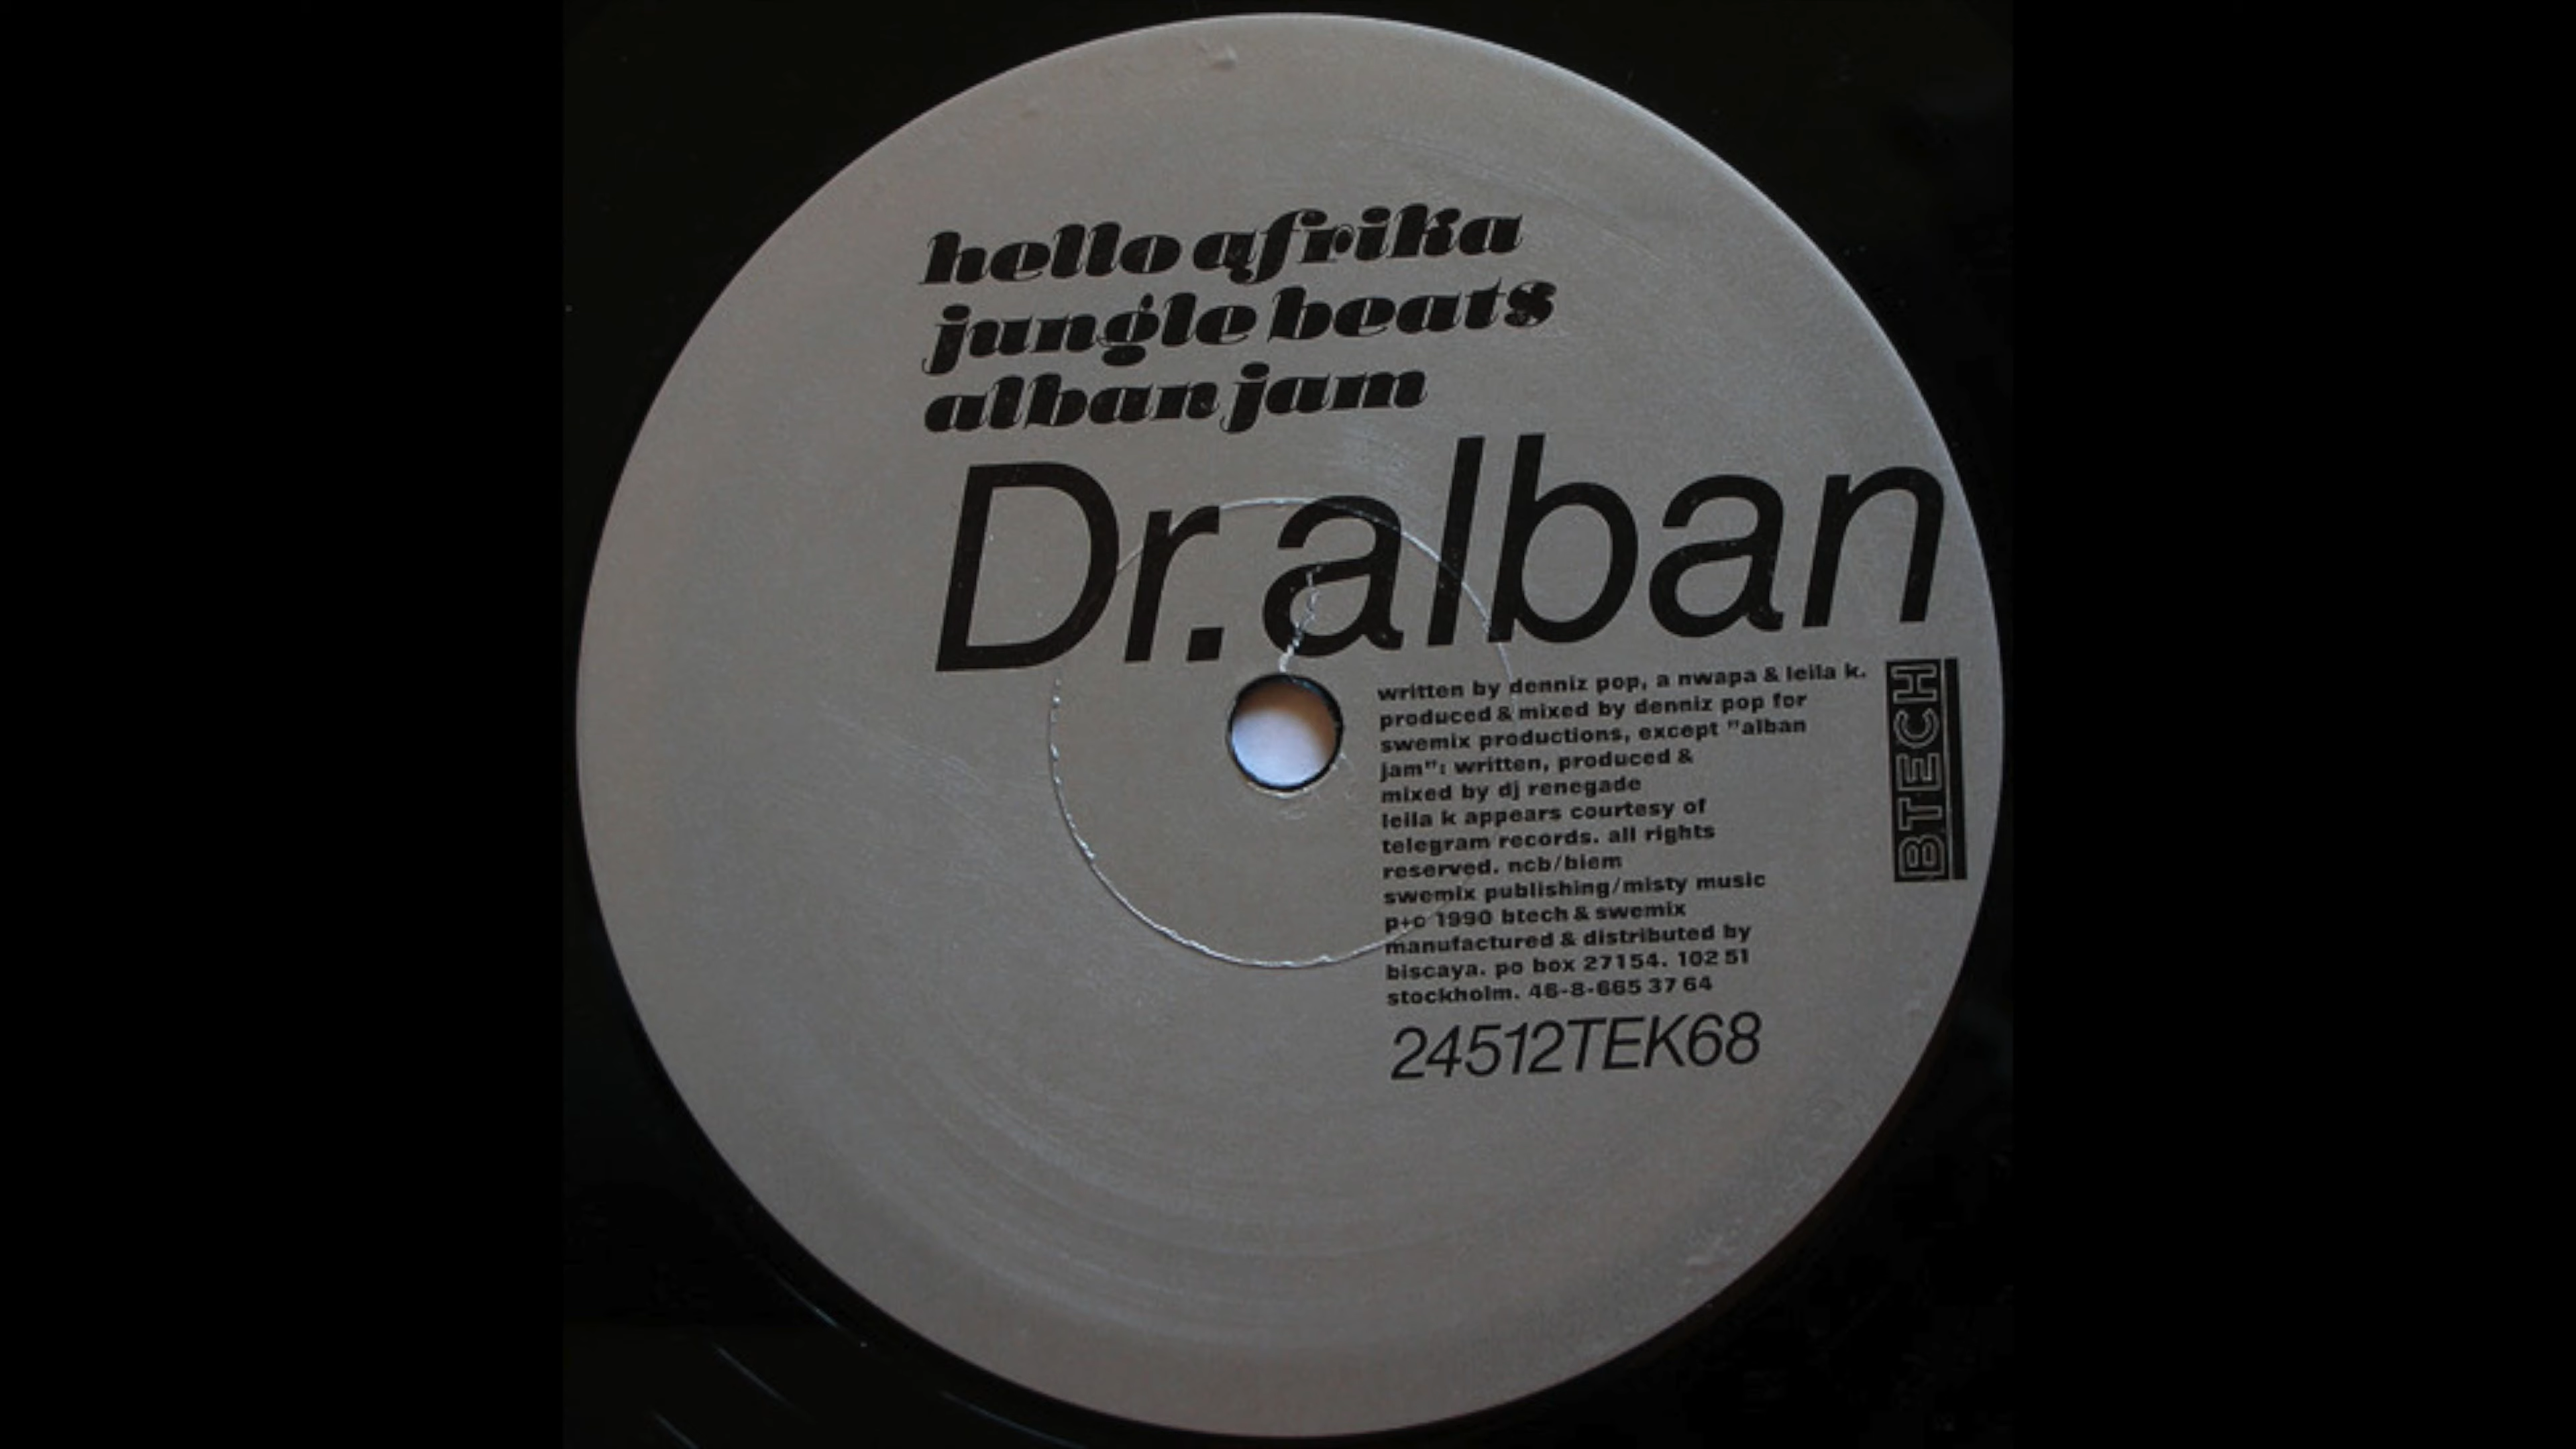 hello afrika
jungle beats
alban jam
Dr. alban
written by denniz pop, a nwapa & leila k.
produced & mixed by denniz pop for
swemix productions, except "alban
jam": written, produced &
mixed by dj renegade
leila k appears courtesy of
telegram records. all rights
reserved. ncb/biem
swemix publishing/misty music
p+c 1990 btech & swemix
manufactured & distributed by
biscaya. po box 27154. 102 51
stockholm. 46-8-665 37 64
24512TEK68
BTECH